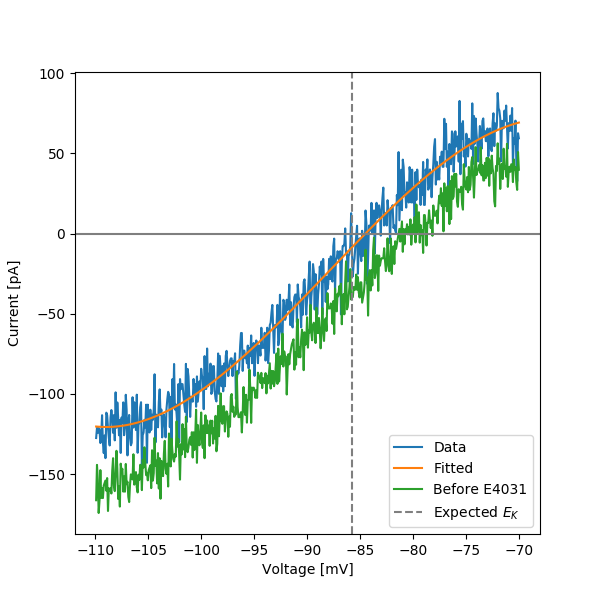 100
50
0
−50
−100
−150
Current [pA]
−110 −105 −100 −95 −90 −85 −80 −75 −70
Voltage [mV]
Data
Fitted
Before E4031
Expected E_K